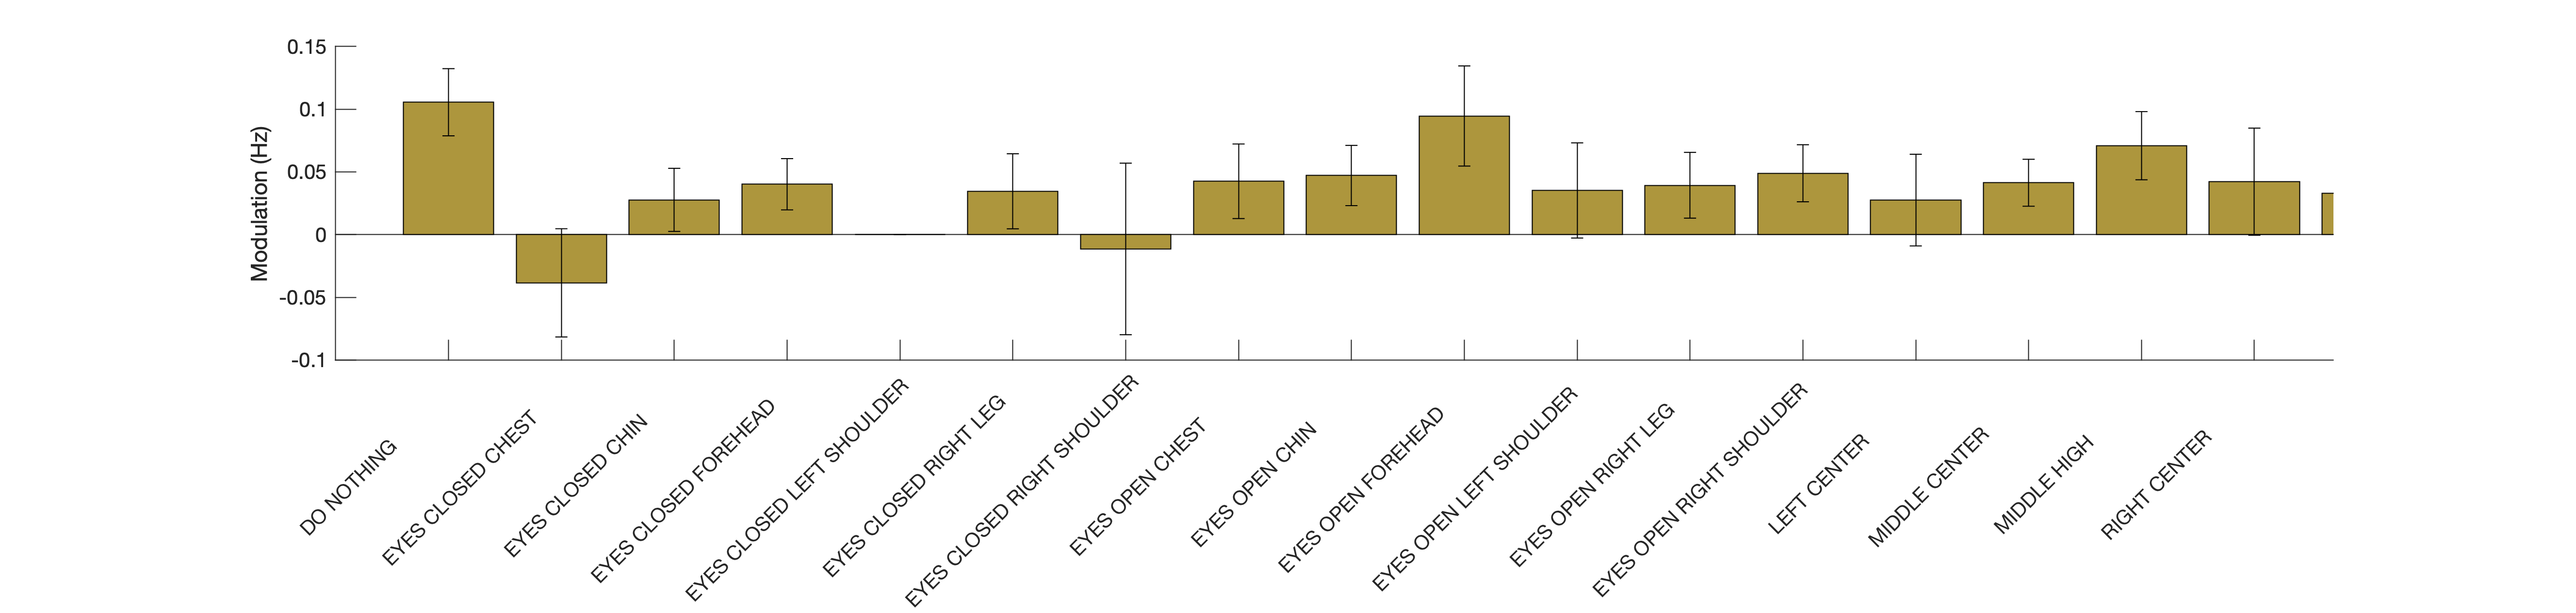 Modulation (Hz)
0.15
0.1
0.05
0
-0.05
-0.1
DO NOTHING
EYES CLOSED CHEST
EYES CLOSED CHIN
EYES CLOSED FOREHEAD
EYES CLOSED LEFT SHOULDER
EYES CLOSED RIGHT LEG
EYES CLOSED RIGHT SHOULDER
EYES OPEN CHEST
EYES OPEN CHIN
EYES OPEN FOREHEAD
EYES OPEN LEFT SHOULDER
EYES OPEN RIGHT LEG
EYES OPEN RIGHT SHOULDER
LEFT CENTER
MIDDLE CENTER
MIDDLE HIGH
RIGHT CENTER